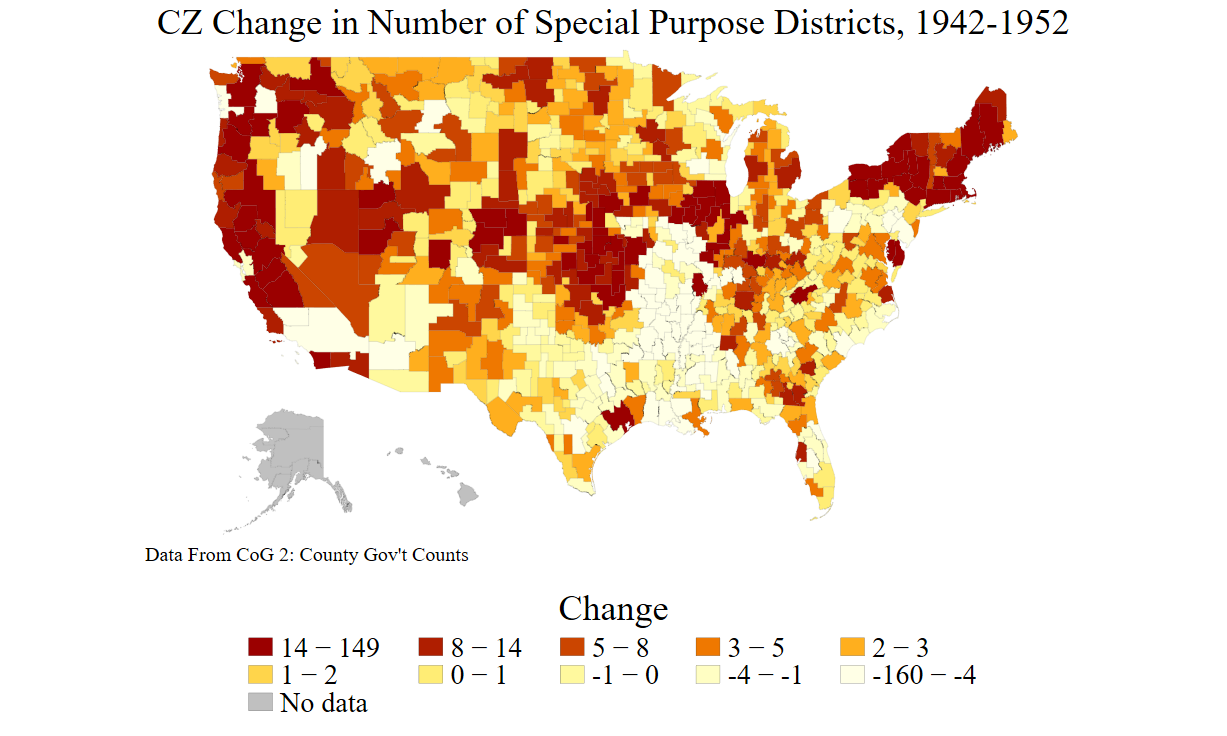 CZ Change in Number of Special Purpose Districts, 1942-1952
Data From CoG 2: County Gov't Counts
Change
14 − 149 8 − 14 5 − 8 3 − 5 2 − 3
1 − 2 0 − 1 -1 − 0 -4 − -1 -160 − -4
No data